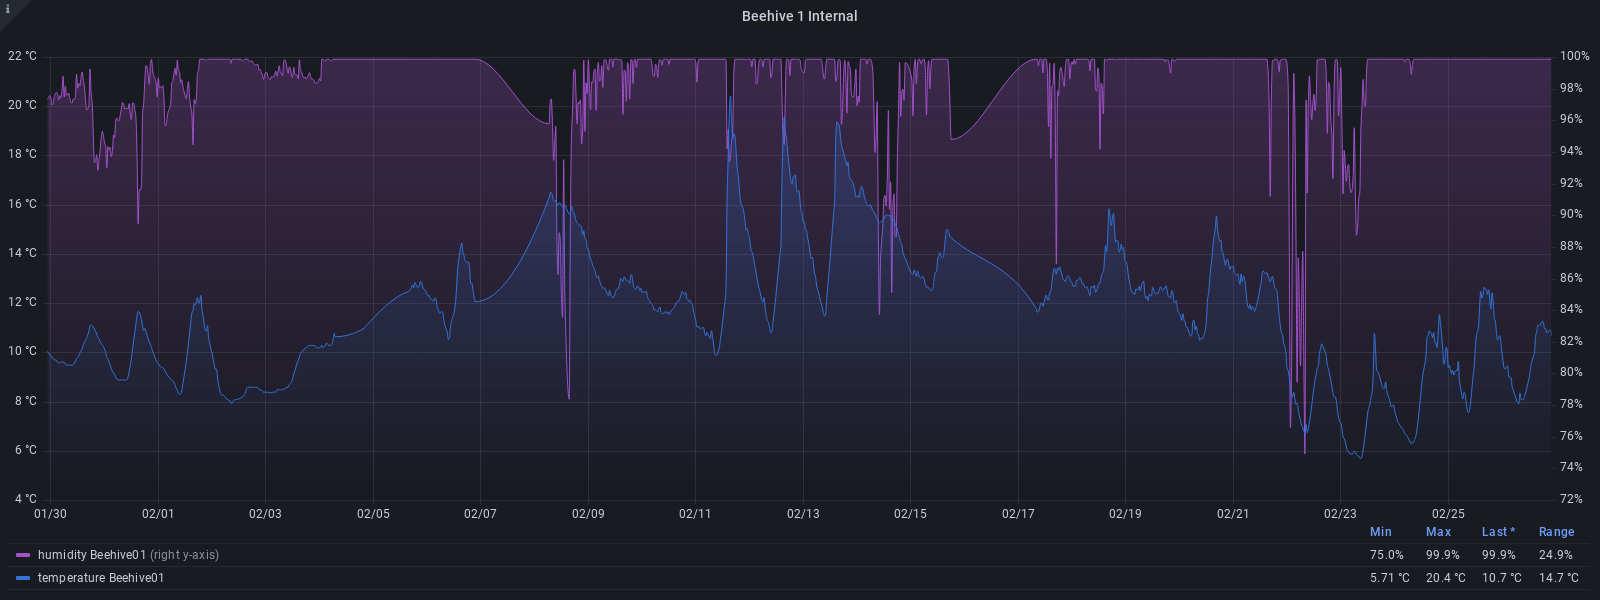 i
Beehive 1 Internal
22 °C
20 °C
18 °C
16 °C
14 °C
12 °C
10 °C
8 °C
6 °C
4 °C
100%
98%
96%
94%
92%
90%
88%
86%
84%
82%
80%
78%
76%
74%
72%
01/30 02/01 02/03 02/05 02/07 02/09 02/11 02/13 02/15 02/17 02/19 02/21 02/23 02/25
Min Max Last * Range
humidity Beehive01 (right y-axis) 75.0% 99.9% 99.9% 24.9%
temperature Beehive01 5.71 °C 20.4 °C 10.7 °C 14.7 °C